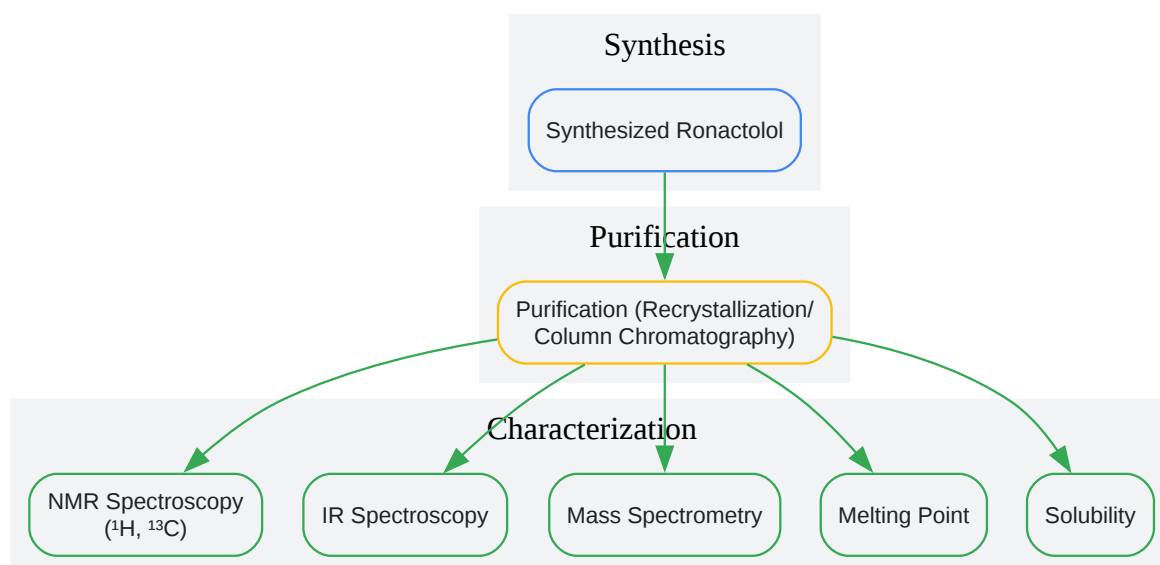 Synthesis
Synthesized Ronactolol
Purification
Purification (Recrystallization/
Column Chromatography)
Characterization
NMR Spectroscopy
(¹H, ¹³C)
IR Spectroscopy
Mass Spectrometry
Melting Point
Solubility